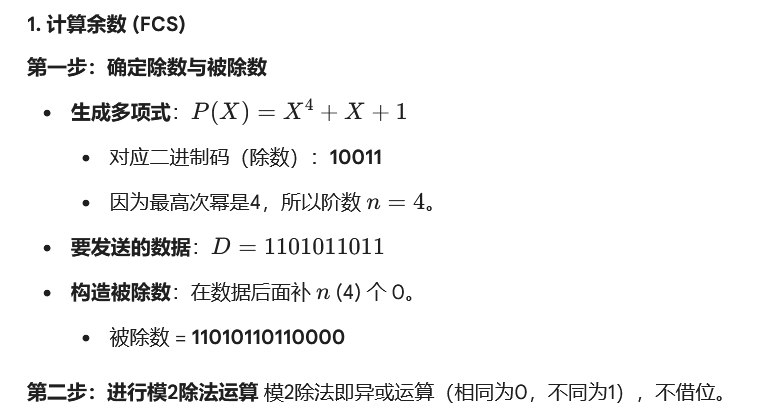 1. 计算余数 (FCS)
第一步：确定除数与被除数
• 生成多项式：P(X) = X⁴ + X + 1
• 对应二进制码（除数）：10011
• 因为最高次幂是4，所以阶数 n = 4。
• 要发送的数据：D = 1101011011
• 构造被除数：在数据后面补 n (4) 个 0。
• 被除数 = 11010110110000
第二步：进行模2除法运算 模2除法即异或运算（相同为0，不同为1），不借位。